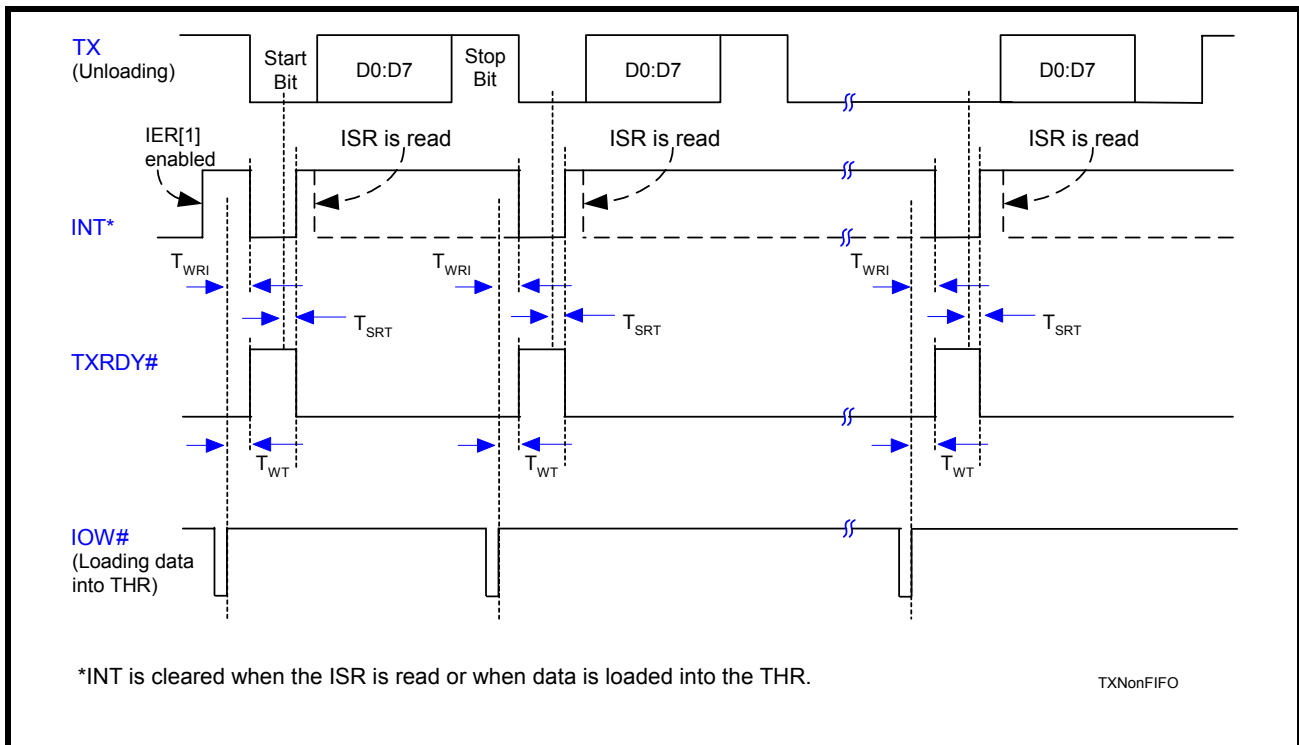 TX
(Unloading)
Start
Bit
D0:D7
Stop
Bit
D0:D7
D0:D7
IER[1]
enabled
ISR is read
ISR is read
ISR is read
INT*
TWRI
TWRI
TWRI
TSRT
TSRT
TSRT
TXRDY#
TWT
TWT
TWT
IOW#
(Loading data
into THR)
*INT is cleared when the ISR is read or when data is loaded into the THR.
TXNonFIFO